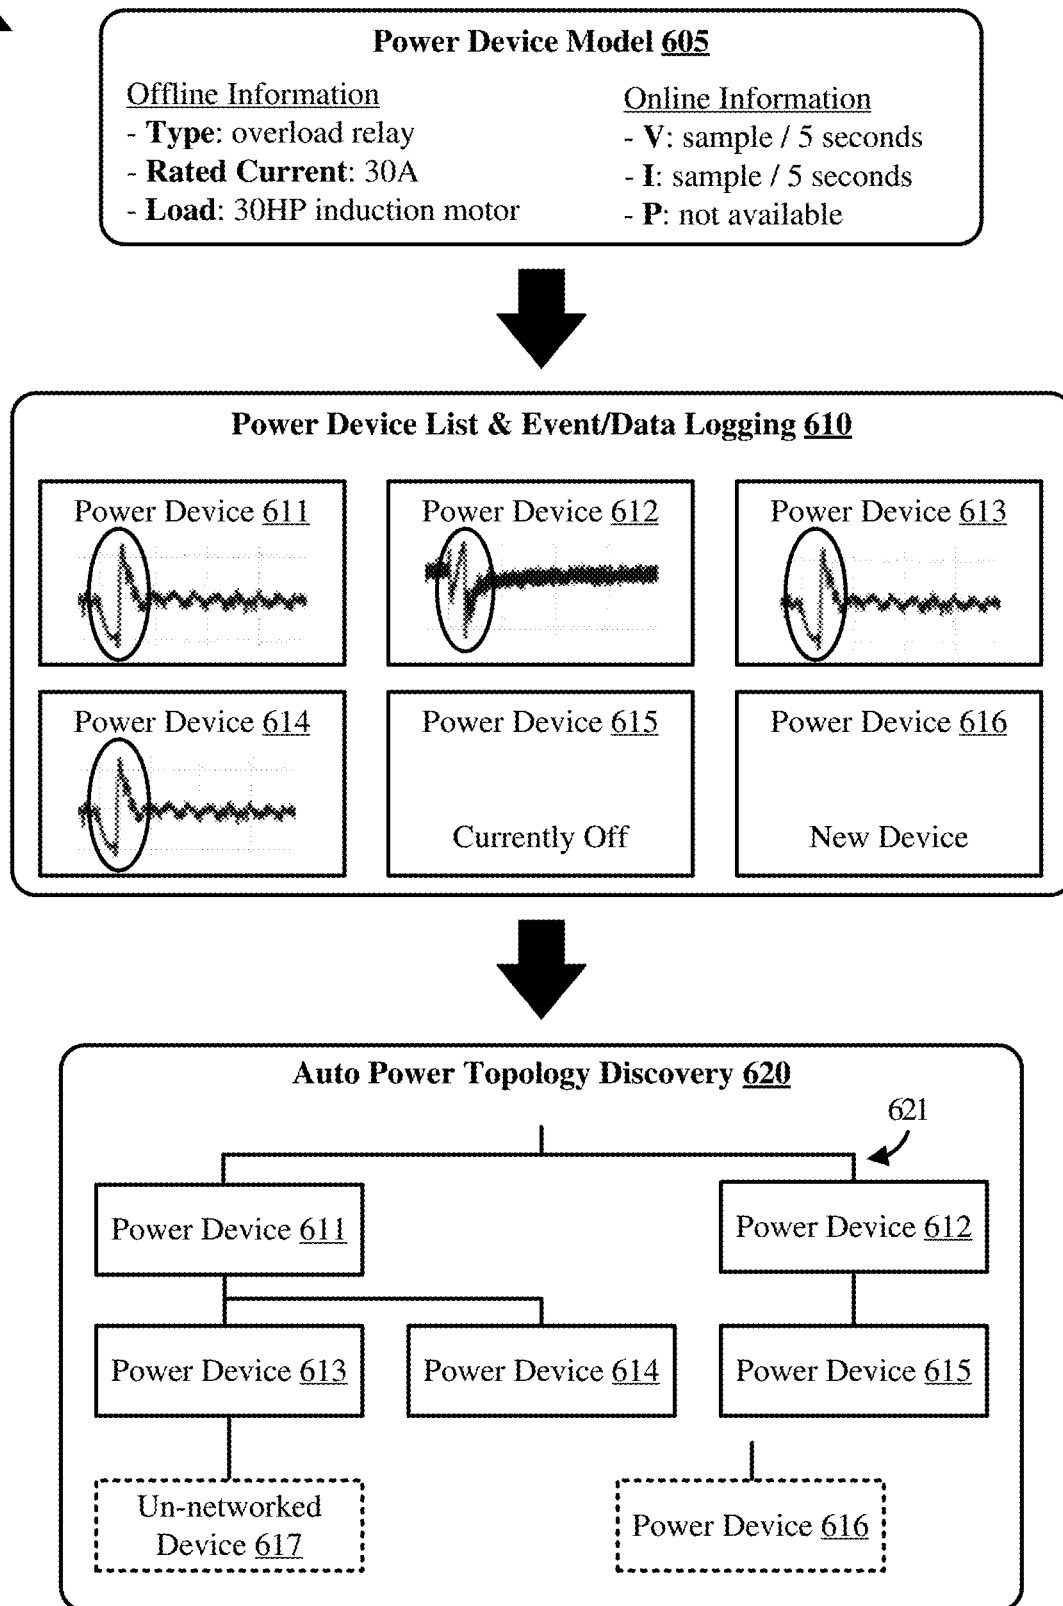 Power Device Model 605
Offline Information
- Type: overload relay
- Rated Current: 30A
- Load: 30HP induction motor
Online Information
- V: sample / 5 seconds
- I: sample / 5 seconds
- P: not available
Power Device List & Event/Data Logging 610
Power Device 611
Power Device 612
Power Device 613
Power Device 614
Power Device 615
Currently Off
Power Device 616
New Device
Auto Power Topology Discovery 620
621
Power Device 611
Power Device 612
Power Device 613
Power Device 614
Power Device 615
Un-networked
Device 617
Power Device 616